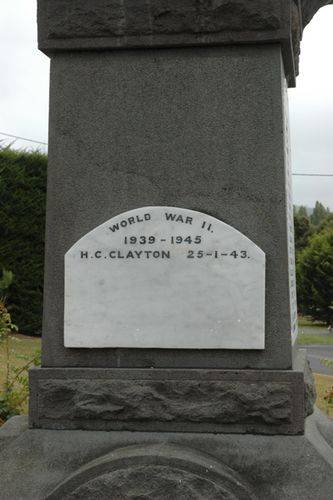 WORLD WAR II.
1939 - 1945
H.C. CLAYTON 25-1-43.